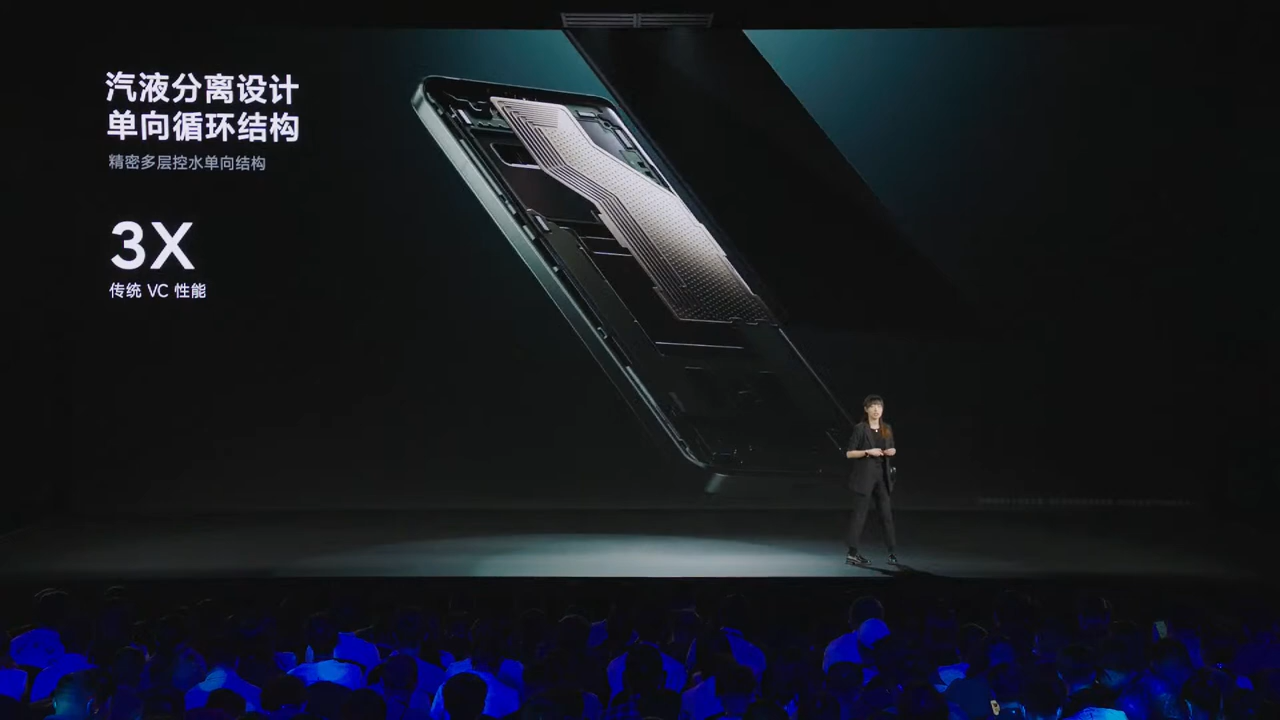 汽液分离设计
单向循环结构
精密多层控水单向结构
3X
传统 VC 性能